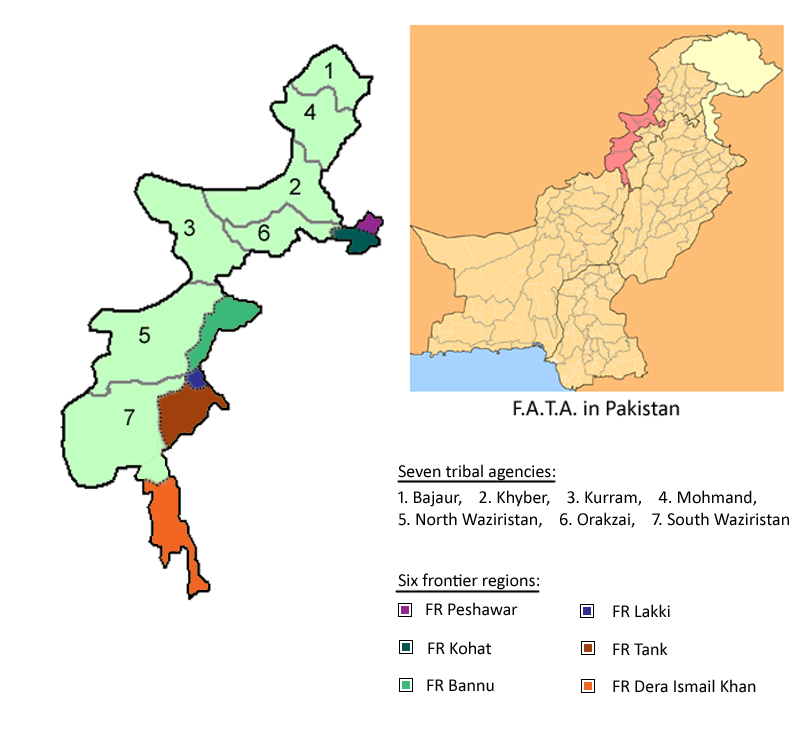 1
4
2
3
6
5
7
F.A.T.A. in Pakistan
Seven tribal agencies:
1. Bajaur, 2. Khyber, 3. Kurram, 4. Mohmand,
5. North Waziristan, 6. Orakzai, 7. South Waziristan
Six frontier regions:
FR Peshawar
FR Lakki
FR Kohat
FR Tank
FR Bannu
FR Dera Ismail Khan